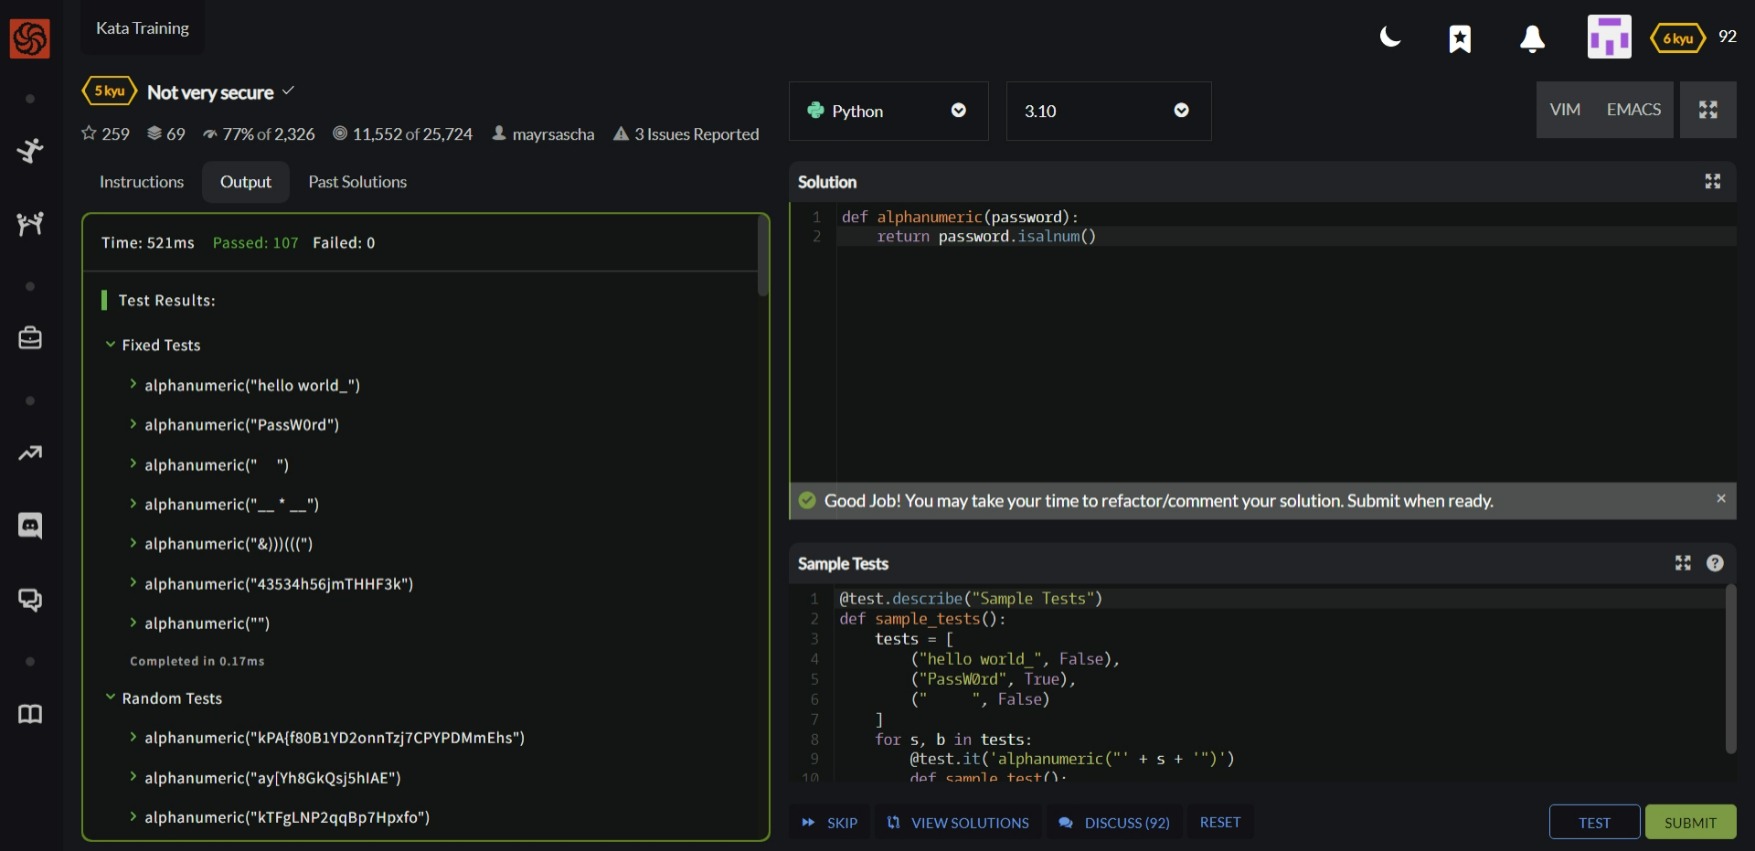 Kata Training
6 kyu 92
5 kyu Not very secure
259 69 77% of 2,326 11,552 of 25,724 mayrsascha 3 Issues Reported
Instructions Output Past Solutions
Time: 521ms Passed: 107 Failed: 0
Test Results:
Fixed Tests
alphanumeric("hello world_")
alphanumeric("PassW0rd")
alphanumeric("     ")
alphanumeric("__ * __")
alphanumeric("&)))(((")
alphanumeric("43534h56jmTHHF3k")
alphanumeric("")
Completed in 0.17ms
Random Tests
alphanumeric("kPA{f80B1YD2onnTzj7CPYPDMmEhs")
alphanumeric("ay[Yh8GkQsj5hIAE")
alphanumeric("kTFgLNP2qqBp7Hpxfo")
Python 3.10 VIM EMACS
Solution
1 def alphanumeric(password):
2     return password.isalnum()
Good Job! You may take your time to refactor/comment your solution. Submit when ready.
Sample Tests
1 @test.describe("Sample Tests")
2 def sample_tests():
3     tests = [
4         ("hello world_", False),
5         ("PassW0rd", True),
6         ("     ", False)
7     ]
8     for s, b in tests:
9         @test.it('alphanumeric("' + s + '")')
10         def sample_test():
SKIP VIEW SOLUTIONS DISCUSS (92) RESET TEST SUBMIT